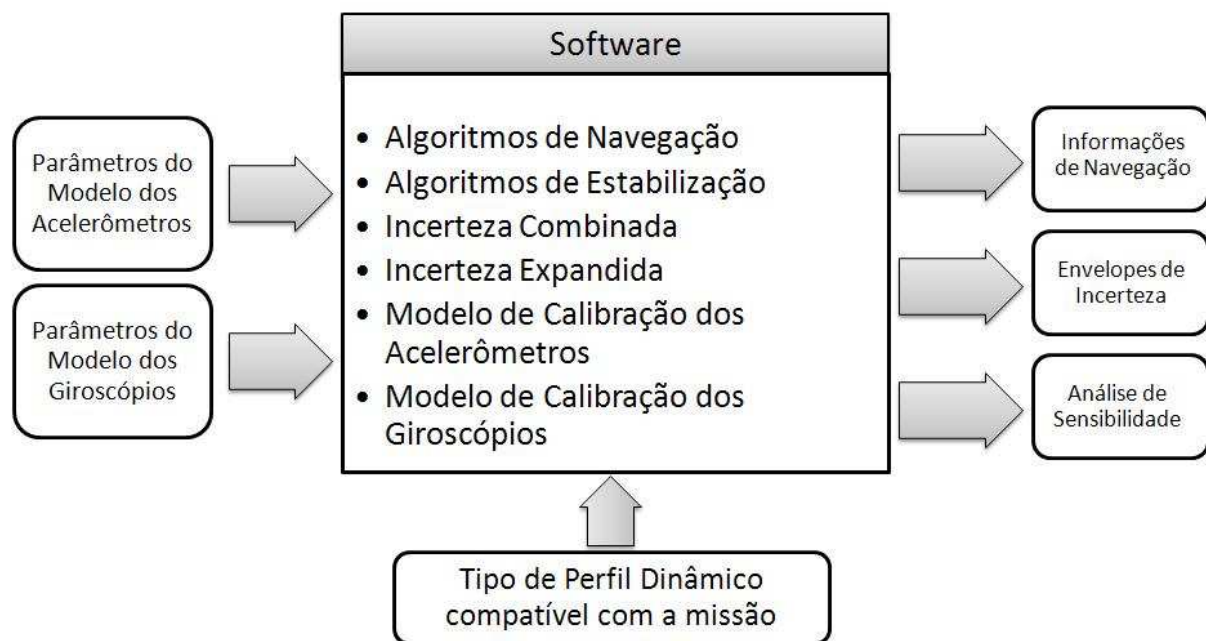 Software
Parâmetros do
Modelo dos
Acelerômetros
Parâmetros do
Modelo dos
Giroscópios
• Algoritmos de Navegação
• Algoritmos de Estabilização
• Incerteza Combinada
• Incerteza Expandida
• Modelo de Calibração dos
Acelerômetros
• Modelo de Calibração dos
Giroscópios
Informações
de Navegação
Envelopes de
Incerteza
Análise de
Sensibilidade
Tipo de Perfil Dinâmico
compatível com a missão